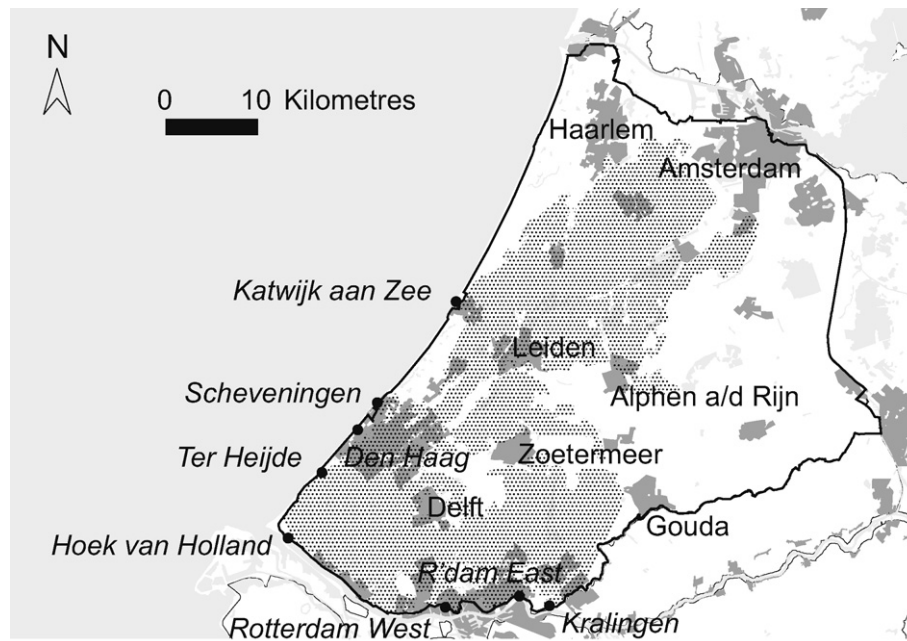 N
0 10 Kilometres
Haarlem
Amsterdam
Katwijk aan Zee
Leiden
Scheveningen
Alphen a/d Rijn
Ter Heijde
Den Haag
Zoetermeer
Delft
Gouda
Hoek van Holland
R'dam East
Rotterdam West
Kralingen